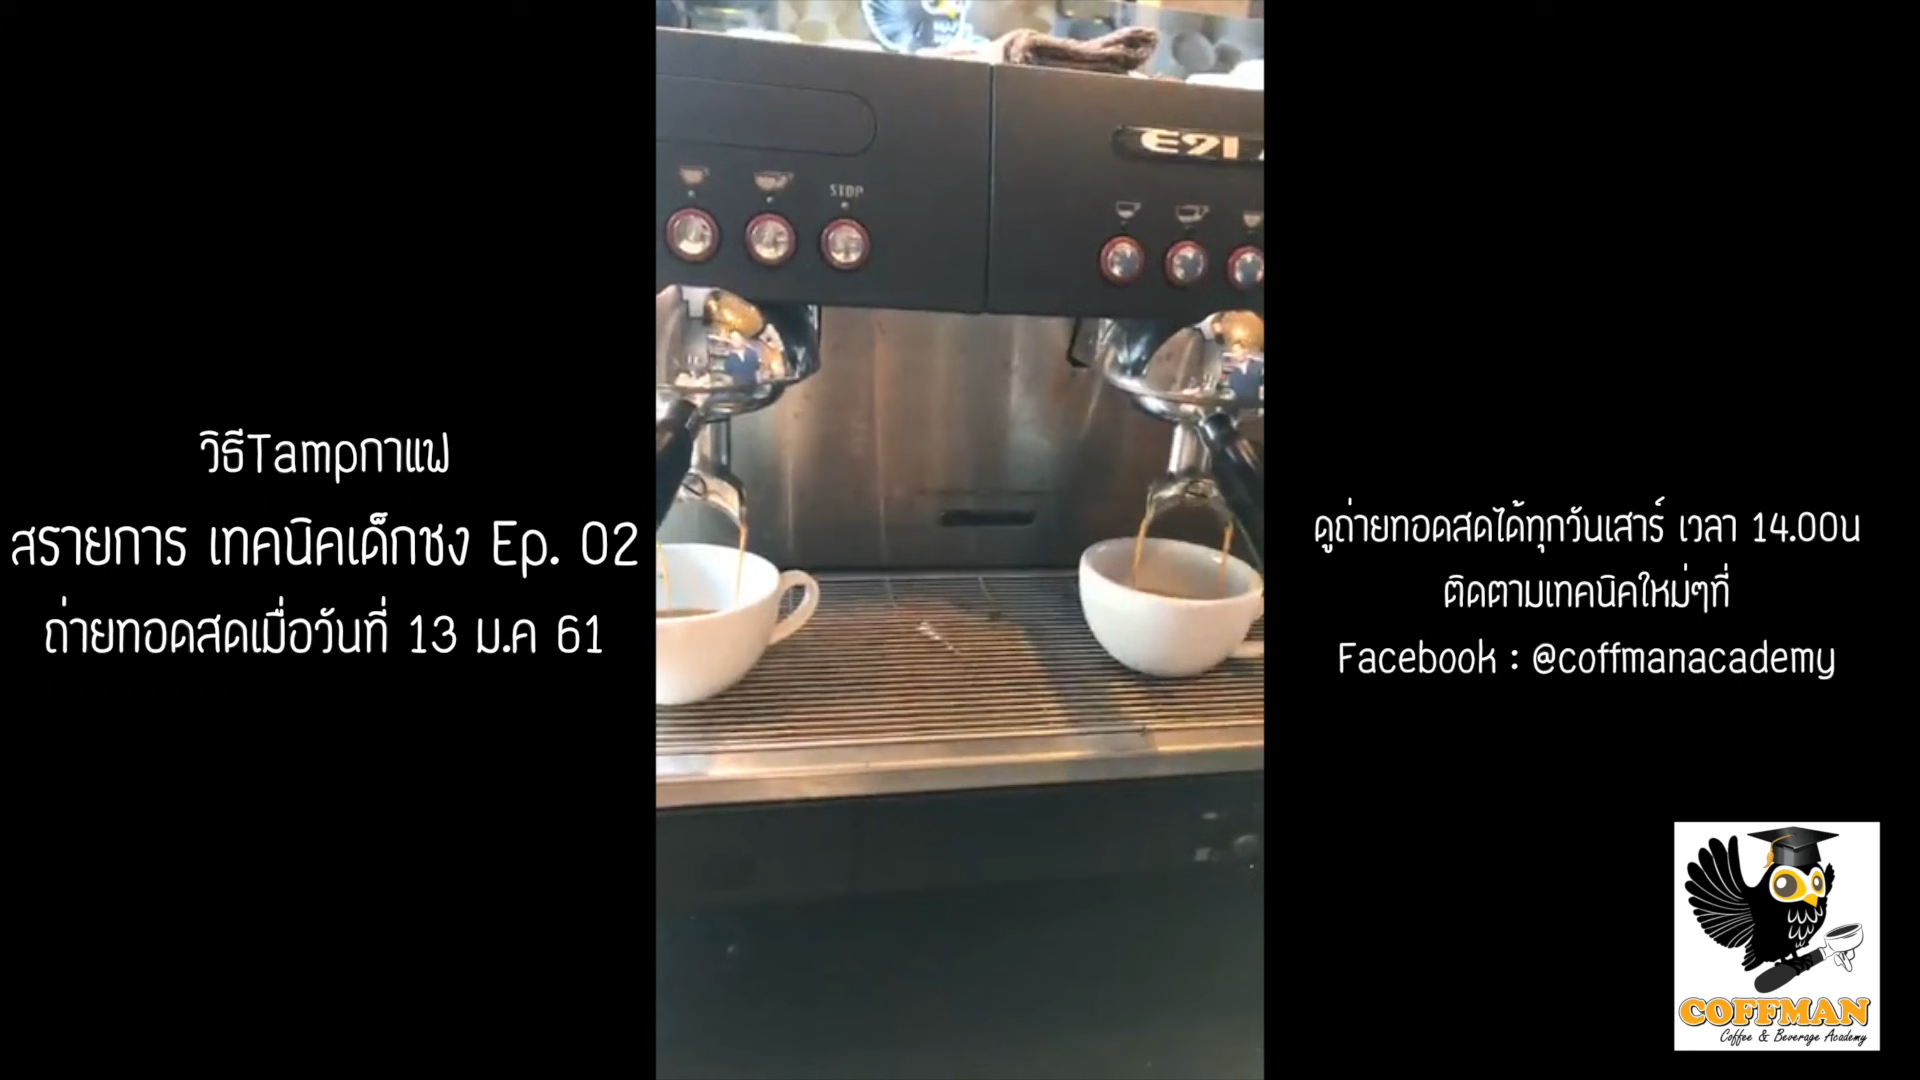 วิธีTampกาแฟ
สรายการ เทคนิคเด็กชง Ep. 02
ถ่ายทอดสดเมื่อวันที่ 13 ม.ค 61
STOP
E91
ดูถ่ายทอดสดได้ทุกวันเสาร์ เวลา 14.00น
ติดตามเทคนิคใหม่ๆที่
Facebook : @coffmanacademy
COFFMAN
Coffee & Beverage Academy